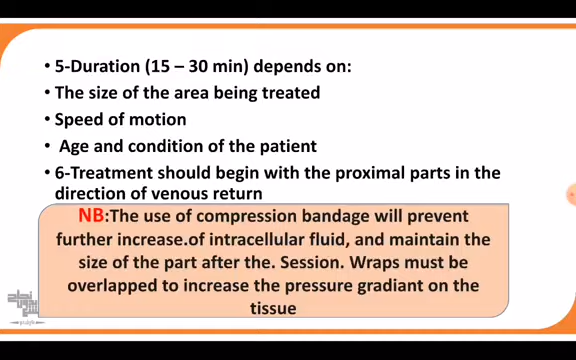 • 5-Duration (15 – 30 min) depends on:
• The size of the area being treated
• Speed of motion
• Age and condition of the patient
• 6-Treatment should begin with the proximal parts in the
direction of venous return
NB:The use of compression bandage will prevent
further increase.of intracellular fluid, and maintain the
size of the part after the. Session. Wraps must be
overlapped to increase the pressure gradiant on the
tissue